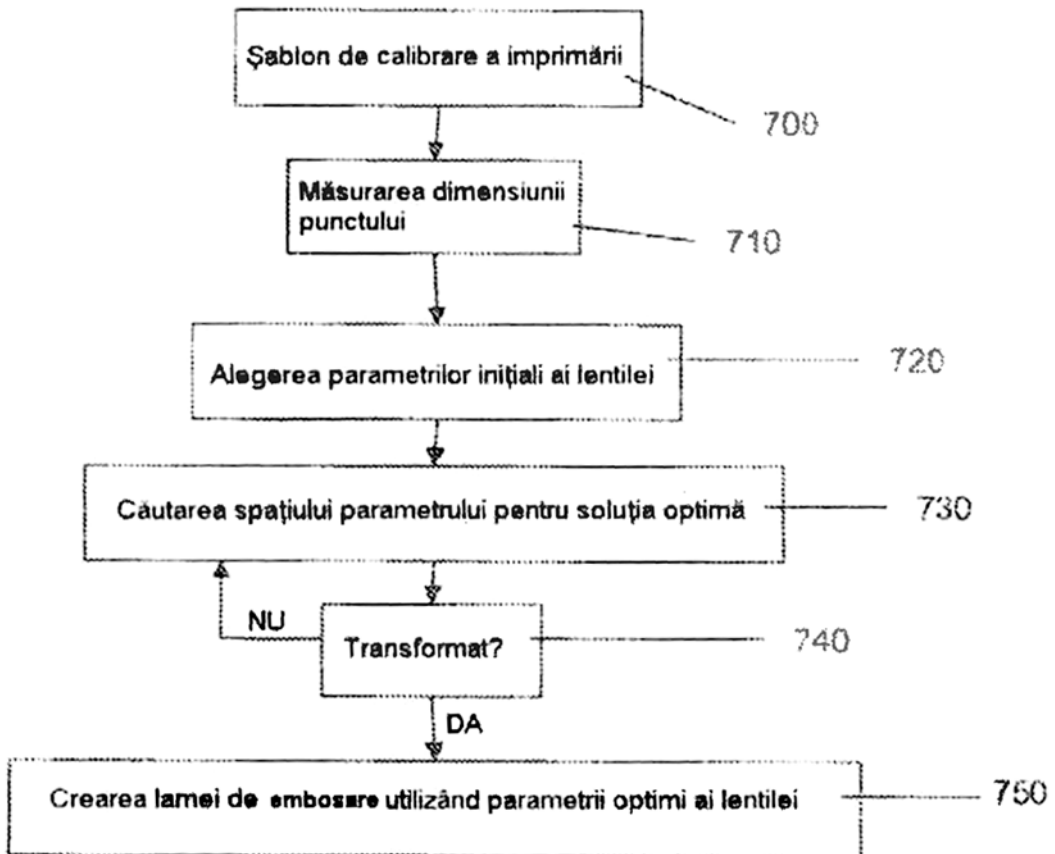 Şablon de calibrare a imprimării
700
Măsurarea dimensiunii
punctului
710
Alegerea parametrilor iniţiali ai lentilei
720
Căutarea spaţiului parametrului pentru soluţia optimă
730
NU
Transformat?
740
DA
Crearea lamei de embosare utilizând parametrii optimi ai lentilei
750